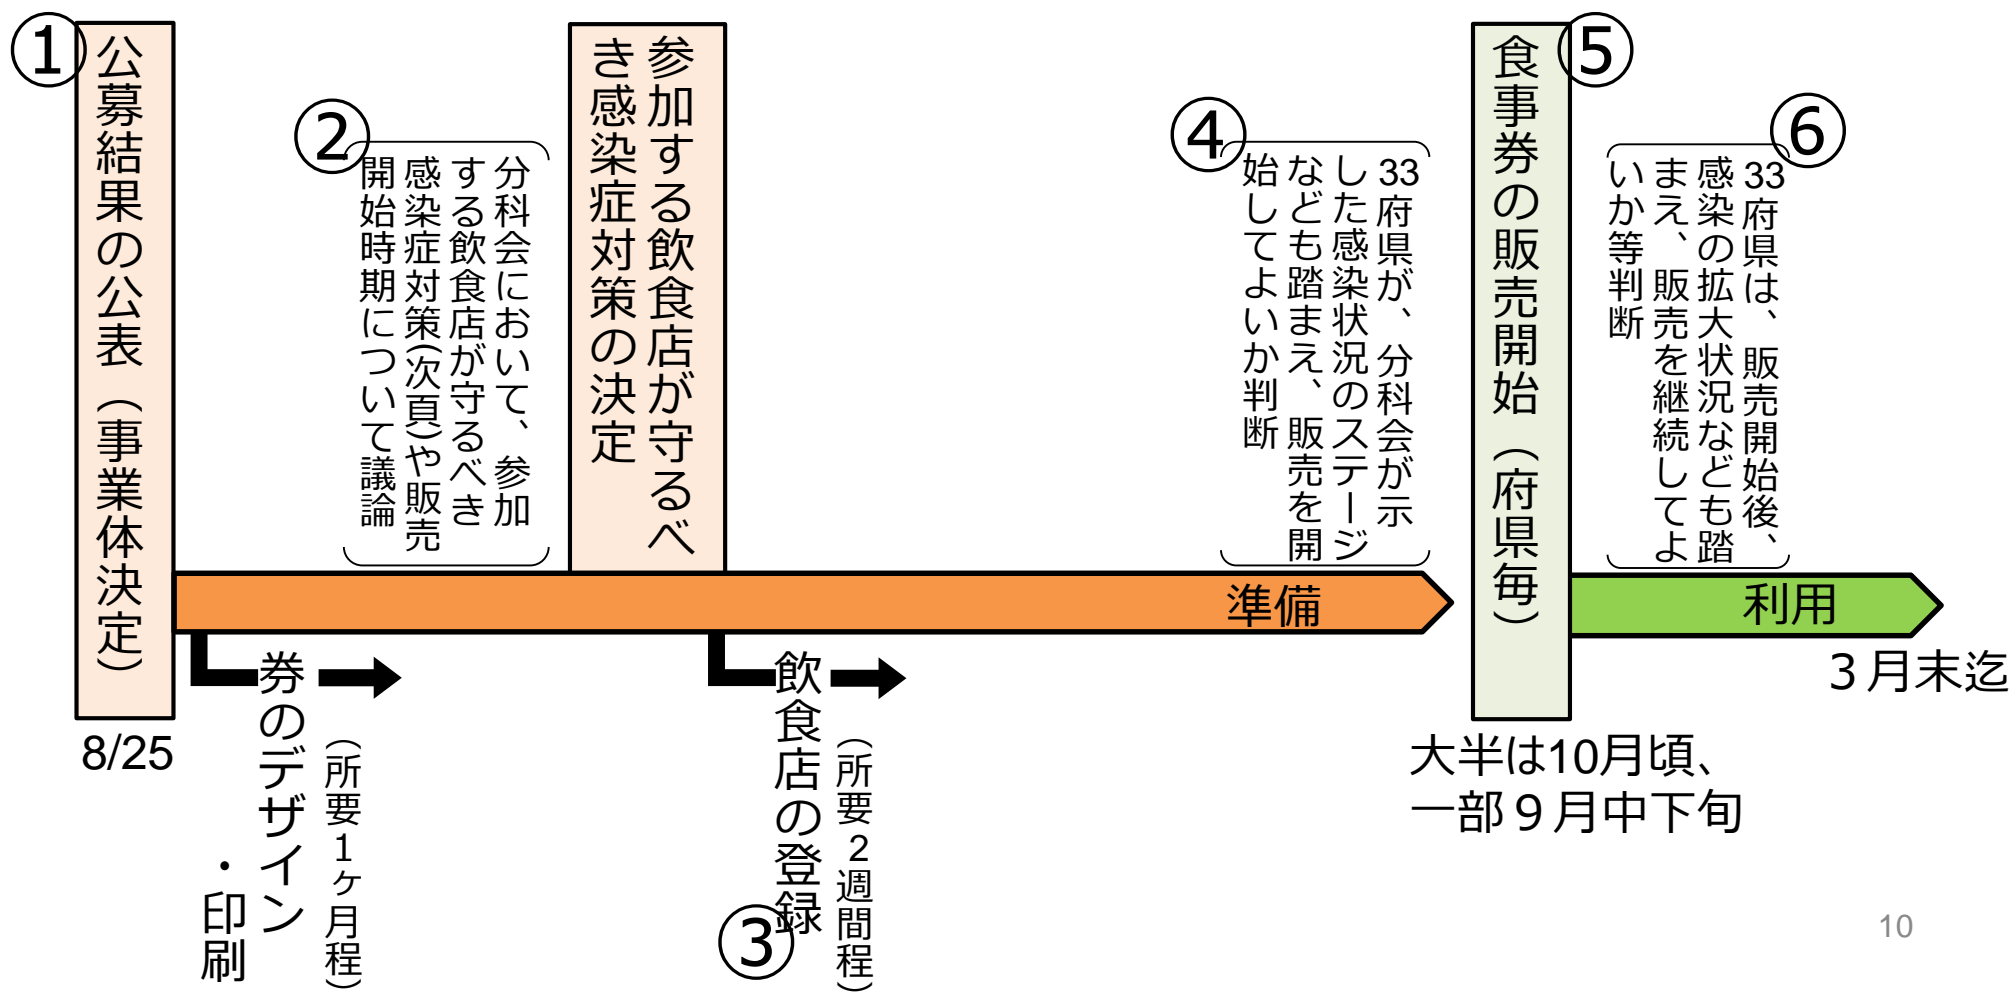 ①
公募結果の公表（事業体決定）
8/25
②
分科会において、参加
する飲食店が守るべき
感染症対策(次頁)や販売
開始時期について議論
参加する飲食店が守るべ
き感染症対策の決定
準備
券のデザイン
・印刷
（所要１ヶ月程）
③
飲食店の登録
（所要２週間程）
④
33府県が、分科会が示
した感染状況のステージ
なども踏まえ、販売を開
始してよいか判断
⑤
食事券の販売開始（府県毎）
大半は10月頃、
一部９月中下旬
⑥
33府県は、販売開始後、
感染の拡大状況なども踏
まえ、販売を継続してよ
いか等判断
利用
３月末迄
10